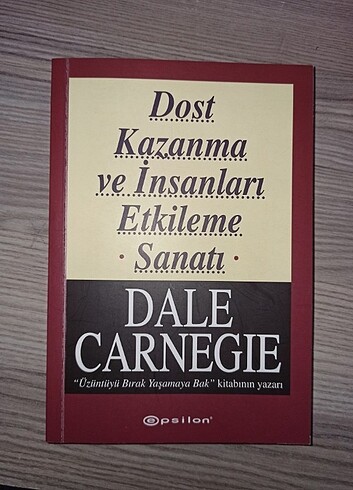 Dost
Kazanma
ve İnsanları
Etkileme
· Sanatı ·
DALE
CARNEGIE
“Üzüntüyü Bırak Yaşamaya Bak” kitabının yazarı
epsilon®